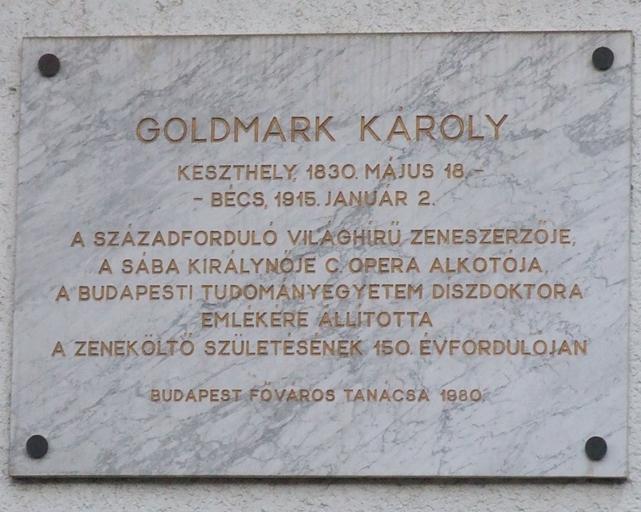 GOLDMARK KÁROLY
KESZTHELY, 1830. MÁJUS 18. –
– BÉCS, 1915. JANUÁR 2.
A SZÁZADFORDULÓ VILÁGHÍRŰ ZENESZERZŐJE,
A SÁBA KIRÁLYNŐJE C. OPERA ALKOTÓJA,
A BUDAPESTI TUDOMÁNYEGYETEM DÍSZDOKTORA
EMLÉKÉRE ÁLLÍTOTTA
A ZENEKÖLTŐ SZÜLETÉSÉNEK 150. ÉVFORDULÓJÁN
BUDAPEST FŐVÁROS TANÁCSA 1980.